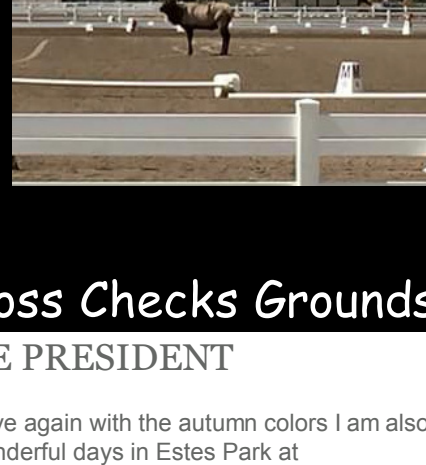 M
oss Checks Grounds
E PRESIDENT
ve again with the autumn colors I am also
nderful days in Estes Park at